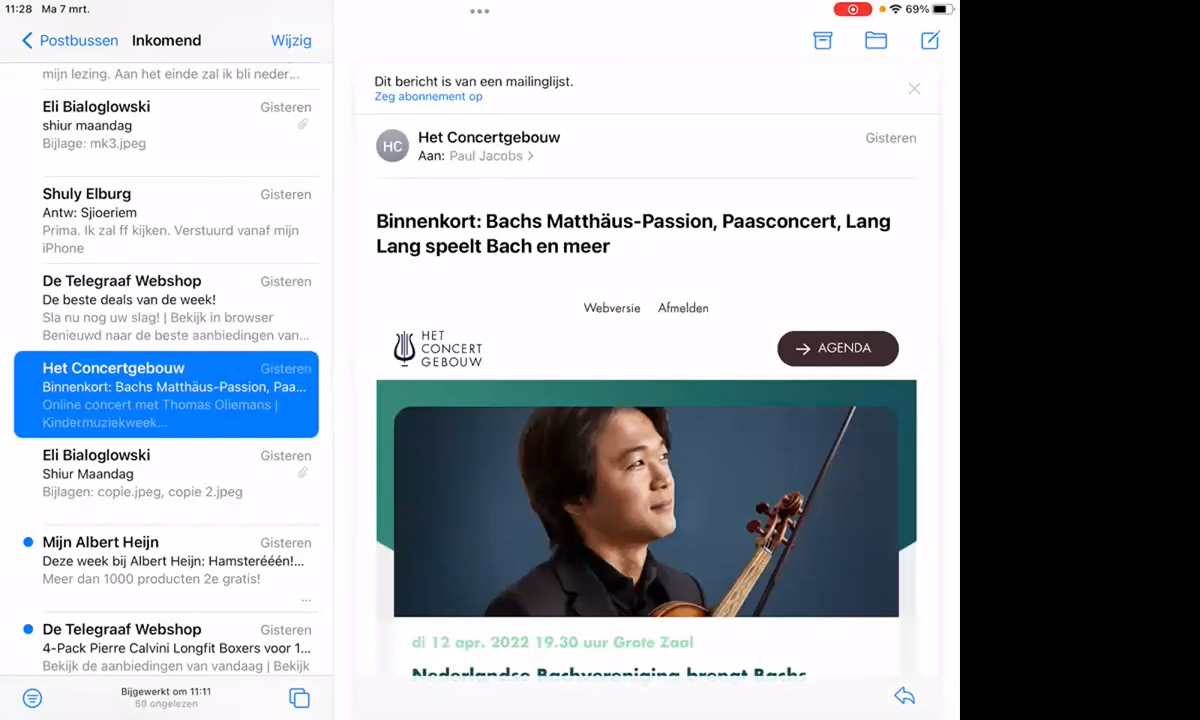 11:28 Ma 7 mrt.
69%
Postbussen
Inkomend
Wijzig
mijn lezing. Aan het einde zal ik bli neder...
Eli Bialoglowski
Gisteren
shiur maandag
Bijlage: mk3.jpeg
Shuly Elburg
Gisteren
Antw: Sjioeriem
Prima. Ik zal ff kijken. Verstuurd vanaf mijn
iPhone
De Telegraaf Webshop
Gisteren
De beste deals van de week!
Sla nu nog uw slag! | Bekijk in browser
Benieuwd naar de beste aanbiedingen van...
Het Concertgebouw
Gisteren
Binnenkort: Bachs Matthäus-Passion, Paa...
Online concert met Thomas Oliemans |
Kindermuziekweek...
Eli Bialoglowski
Gisteren
Shiur Maandag
Bijlagen: copie.jpeg, copie 2.jpeg
Mijn Albert Heijn
Gisteren
Deze week bij Albert Heijn: Hamsterééén!...
Meer dan 1000 producten 2e gratis!
...
De Telegraaf Webshop
Gisteren
4-Pack Pierre Calvini Longfit Boxers voor 1...
Bekijk de aanbiedingen van vandaag | Bekijk
Bijgewerkt om 11:11
69 ongelezen
Dit bericht is van een mailinglijst.
Zeg abonnement op
HC
Het Concertgebouw
Gisteren
Aan: Paul Jacobs
Binnenkort: Bachs Matthäus-Passion, Paasconcert, Lang
Lang speelt Bach en meer
Webversie Afmelden
HET
CONCERT
GEBOUW
AGENDA
di 12 apr. 2022 19.30 uur Grote Zaal
Nederlandse Bachvereniging brengt Bachs